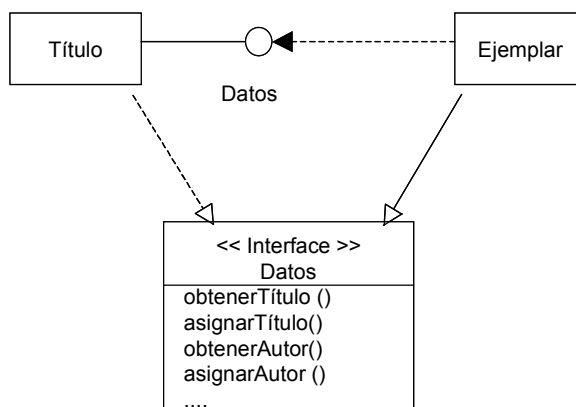 Título
Ejemplar
Datos
<< Interface >>
Datos
obtenerTítulo ()
asignarTítulo()
obtenerAutor()
asignarAutor ()
....